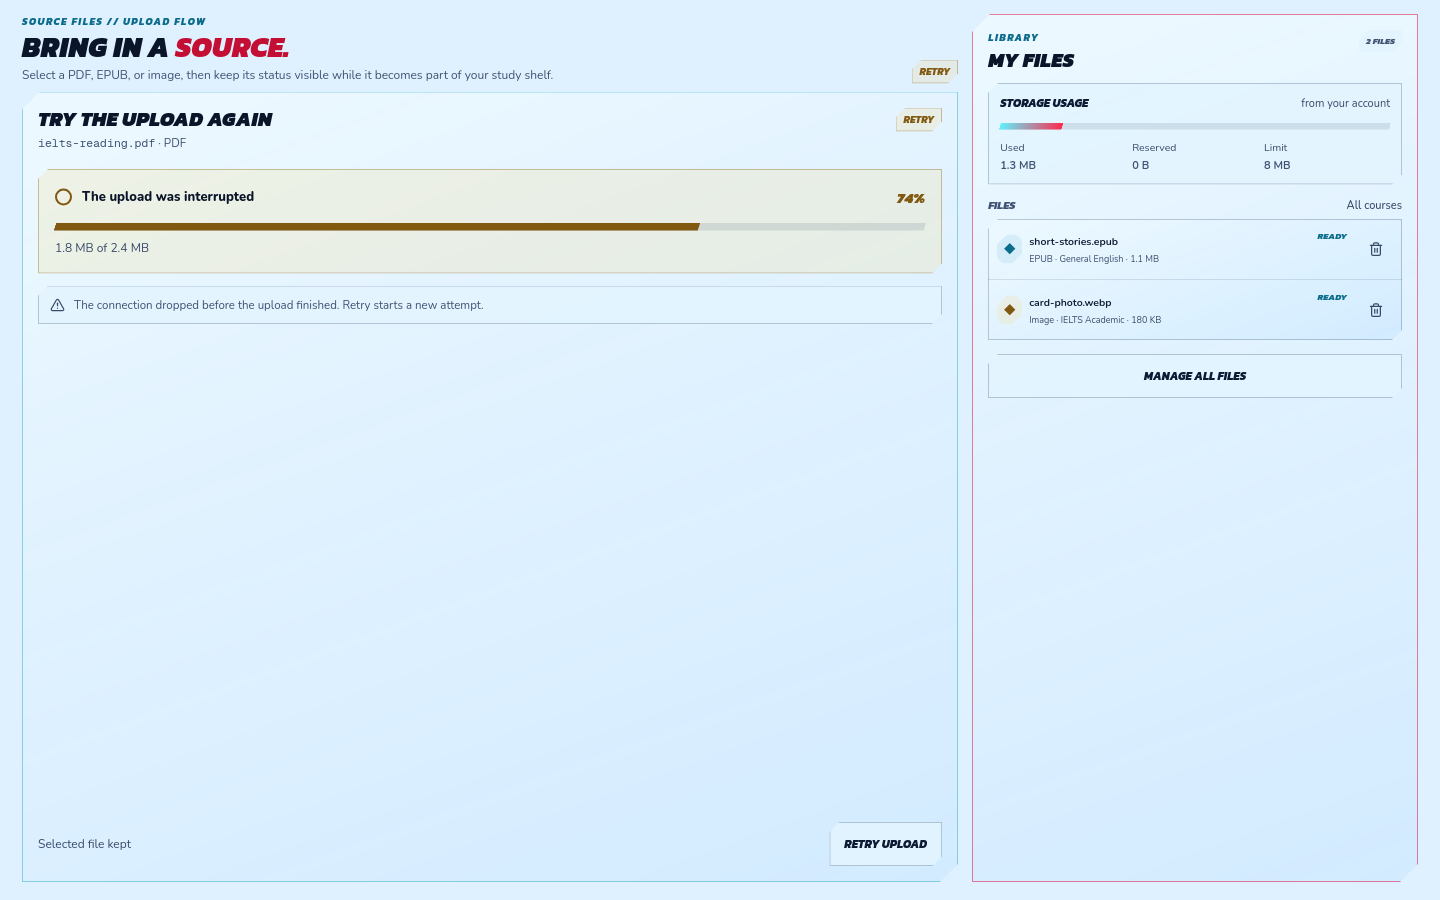 SOURCE FILES // UPLOAD FLOW
BRING IN A SOURCE.
Select a PDF, EPUB, or image, then keep its status visible while it becomes part of your study shelf.
RETRY
TRY THE UPLOAD AGAIN
RETRY
ielts-reading.pdf · PDF
The upload was interrupted
74%
1.8 MB of 2.4 MB
The connection dropped before the upload finished. Retry starts a new attempt.
Selected file kept
RETRY UPLOAD
LIBRARY
2 FILES
MY FILES
STORAGE USAGE
from your account
Used
Reserved
Limit
1.3 MB
0 B
8 MB
FILES
All courses
short-stories.epub
READY
EPUB · General English · 1.1 MB
card-photo.webp
READY
Image · IELTS Academic · 180 KB
MANAGE ALL FILES